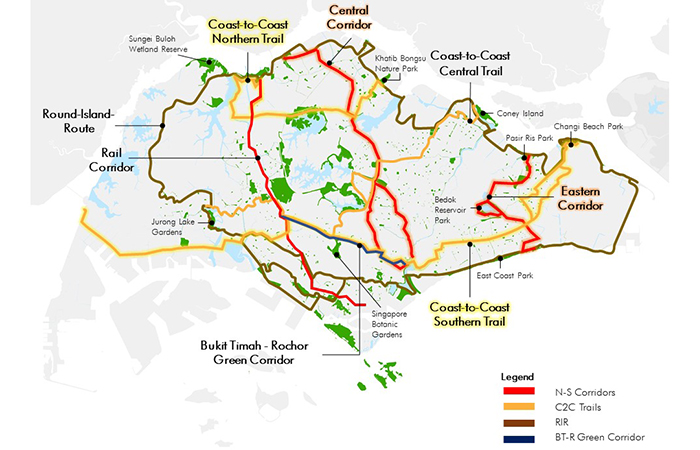 Central
Corridor
Coast-to-Coast
Northern Trail
Sungei Buloh
Wetland Reserve
Khatib Bongsu
Nature Park
Coast-to-Coast
Central Trail
Round-Island-
Route
Coney Island
Changi Beach Park
Pasir Ris Park
Rail
Corridor
Eastern
Corridor
Bedok
Reservoir
Park
Jurong Lake
Gardens
East Coast Park
Coast-to-Coast
Southern Trail
Singapore
Botanic
Gardens
Bukit Timah - Rochor
Green Corridor
Legend
N-S Corridors
C2C Trails
RIR
BT-R Green Corridor